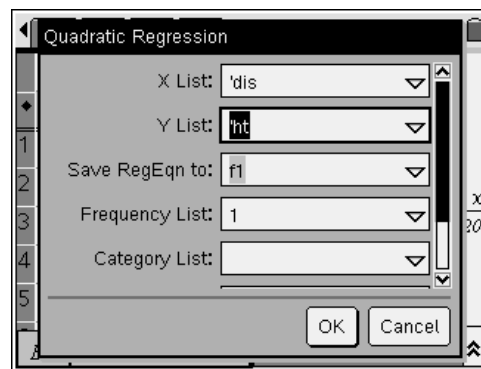 Quadratic Regression
X List: 'dis
Y List: 'ht
Save RegEqn to: f1
Frequency List: 1
Category List:
OK Cancel
1
2
3
4
5
x
20